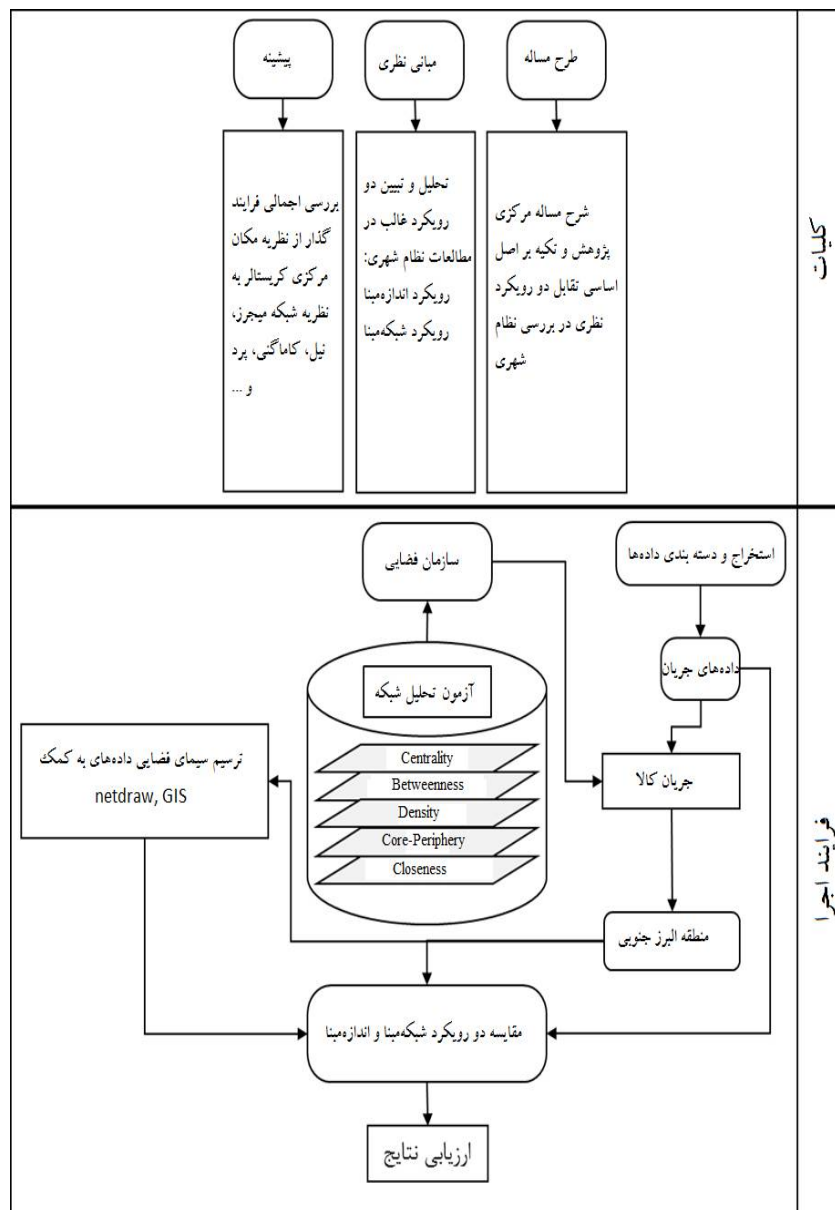 کلیات
طرح مساله
مبانی نظری
پیشینه
شرح مساله مرکزی
پژوهش و تکیه بر اصل
اساسی تقابل دو رویکرد
نظری در بررسی نظام
شهری
تحلیل و تبیین دو
رویکرد غالب در
مطالعات نظام شهری:
رویکرد اندازه‌مبنا
رویکرد شبکه‌مبنا
بررسی اجمالی فرایند
گذار از نظریه مکان
مرکزی کریستالر به
نظریه شبکه میجرز،
نیل، کاماگنی، پرد
و ...
فرایند اجرا
استخراج و دسته بندی داده‌ها
سازمان فضایی
داده‌های جریان
آزمون تحلیل شبکه
جریان کالا
ترسیم سیمای فضایی داده‌های به کمک
netdraw, GIS
Centrality
Betweenness
Density
Core-Periphery
Closeness
منطقه البرز جنوبی
مقایسه دو رویکرد شبکه‌مبنا و اندازه‌مبنا
ارزیابی نتایج